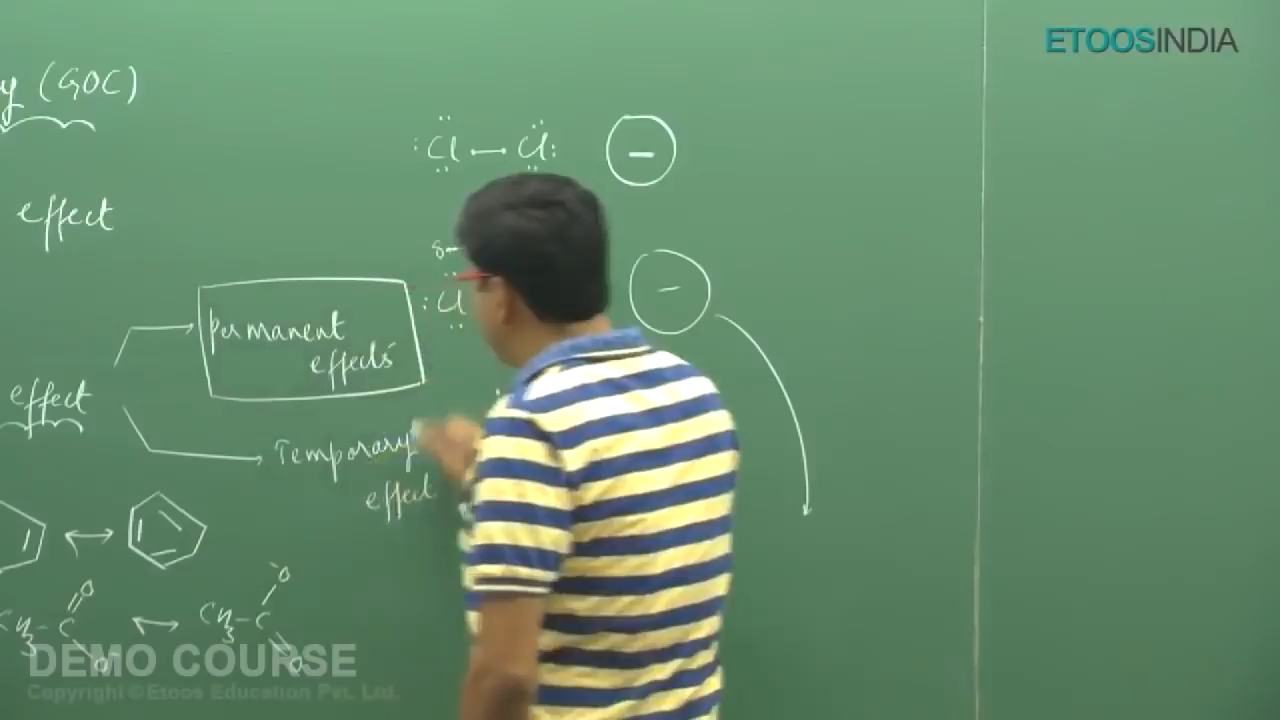 ETOOSINDIA
y (GOC)
effect
:Cl — Cl:
−
δ−
:Cl
−
permanent
effects
effect
Temporary
effect
↔
O
CH3-C ↔ CH3-C
O
DEMO COURSE
Copyright ©Etoos Education Pvt. Ltd.